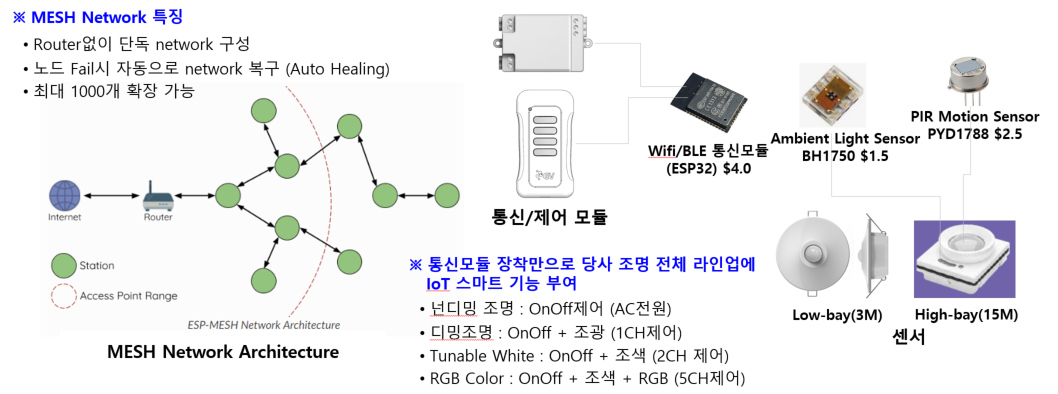 ※ MESH Network 특징
• Router없이 단독 network 구성
• 노드 Fail시 자동으로 network 복구 (Auto Healing)
• 최대 1000개 확장 가능
Internet
Router
Station
Access Point Range
ESP-MESH Network Architecture
MESH Network Architecture
통신/제어 모듈
Wifi/BLE 통신모듈
(ESP32) $4.0
Ambient Light Sensor
BH1750 $1.5
PIR Motion Sensor
PYD1788 $2.5
Low-bay(3M)
High-bay(15M)
센서
※ 통신모듈 장착만으로 당사 조명 전체 라인업에
IoT 스마트 기능 부여
• 넌디밍 조명 : OnOff제어 (AC전원)
• 디밍조명 : OnOff + 조광 (1CH제어)
• Tunable White : OnOff + 조색 (2CH 제어)
• RGB Color : OnOff + 조색 + RGB (5CH제어)